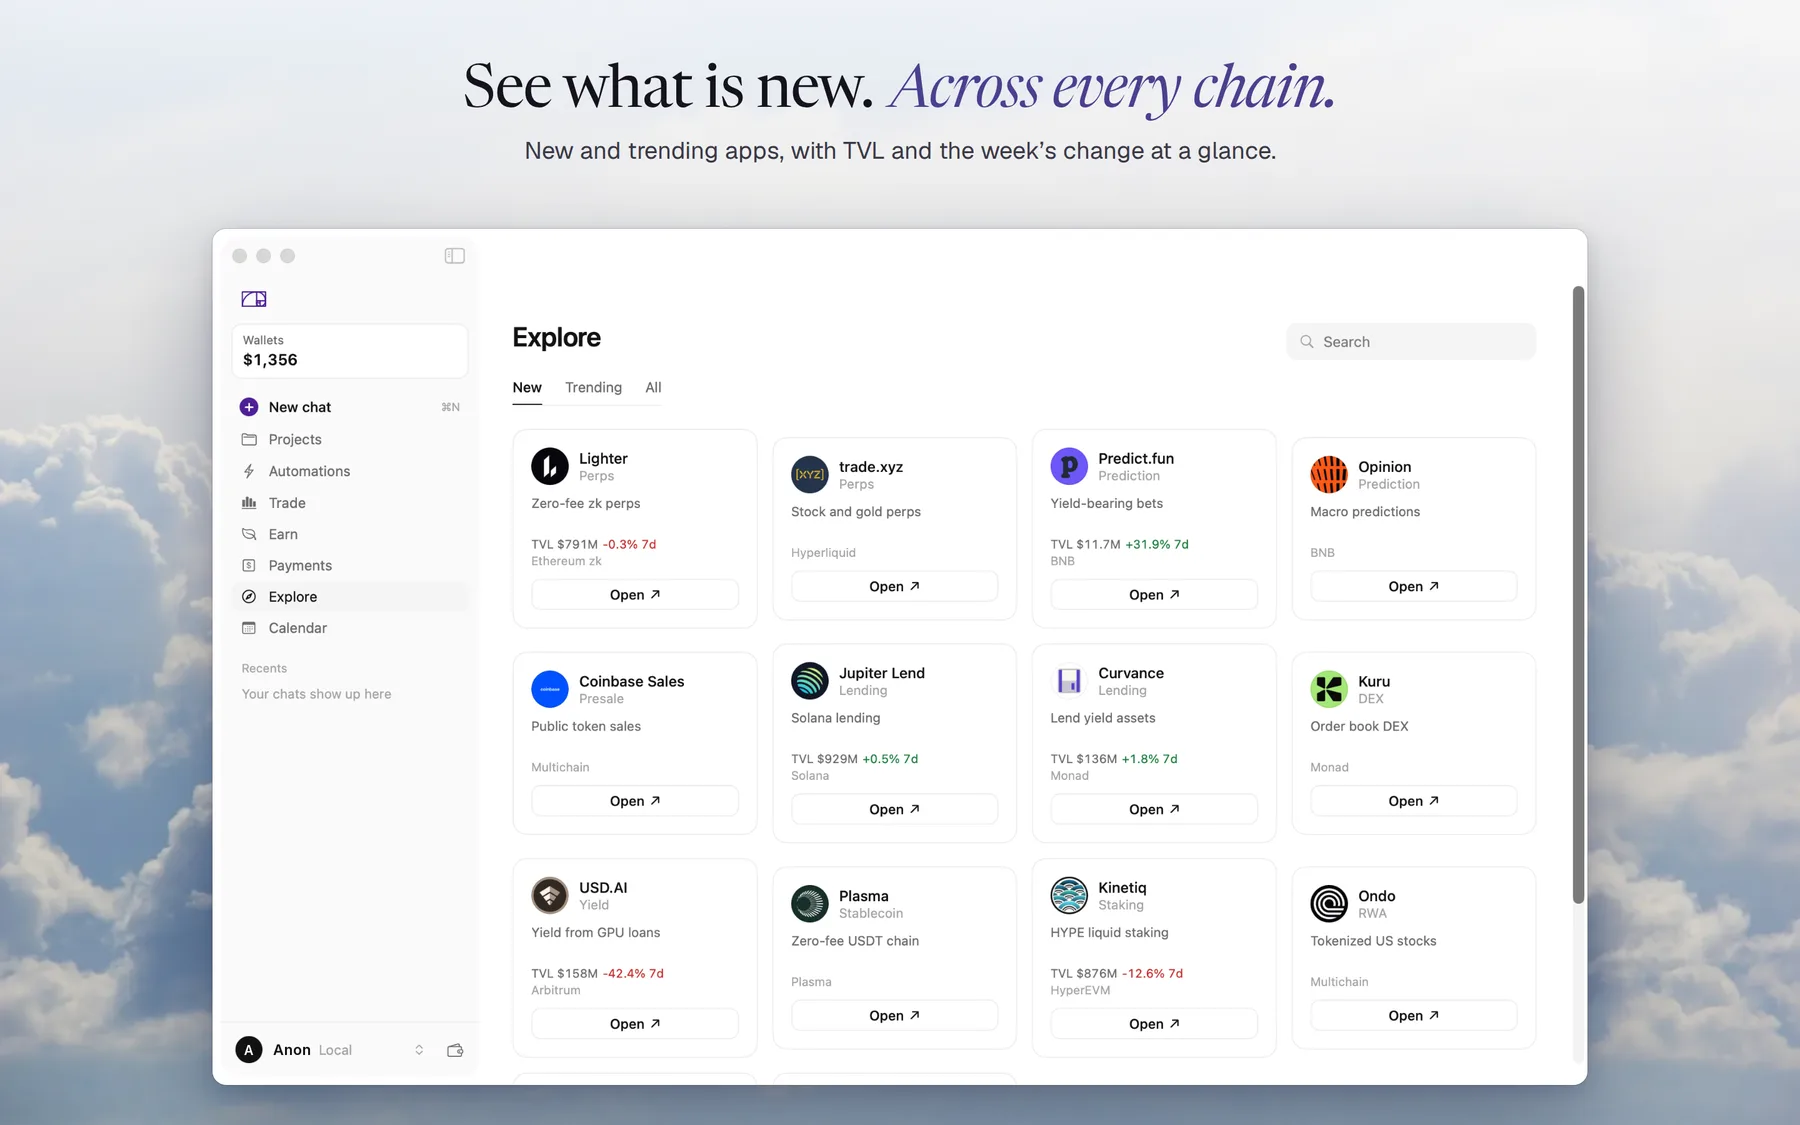 See what is new. Across every chain.
New and trending apps, with TVL and the week's change at a glance.
Wallets
$1,356
New chat
⌘N
Projects
Automations
Trade
Earn
Payments
Explore
Calendar
Recents
Your chats show up here
A
Anon Local
Explore
Search
New
Trending
All
Lighter
Perps
Zero-fee zk perps
TVL $791M -0.3% 7d
Ethereum zk
Open ↗
[XYZ]
trade.xyz
Perps
Stock and gold perps
Hyperliquid
Open ↗
Predict.fun
Prediction
Yield-bearing bets
TVL $11.7M +31.9% 7d
BNB
Open ↗
Opinion
Prediction
Macro predictions
BNB
Open ↗
coinbase
Coinbase Sales
Presale
Public token sales
Multichain
Open ↗
Jupiter Lend
Lending
Solana lending
TVL $929M +0.5% 7d
Solana
Open ↗
Curvance
Lending
Lend yield assets
TVL $136M +1.8% 7d
Monad
Open ↗
Kuru
DEX
Order book DEX
Monad
Open ↗
USD.AI
Yield
Yield from GPU loans
TVL $158M -42.4% 7d
Arbitrum
Open ↗
Plasma
Stablecoin
Zero-fee USDT chain
Plasma
Open ↗
Kinetiq
Staking
HYPE liquid staking
TVL $876M -12.6% 7d
HyperEVM
Open ↗
Ondo
RWA
Tokenized US stocks
Multichain
Open ↗